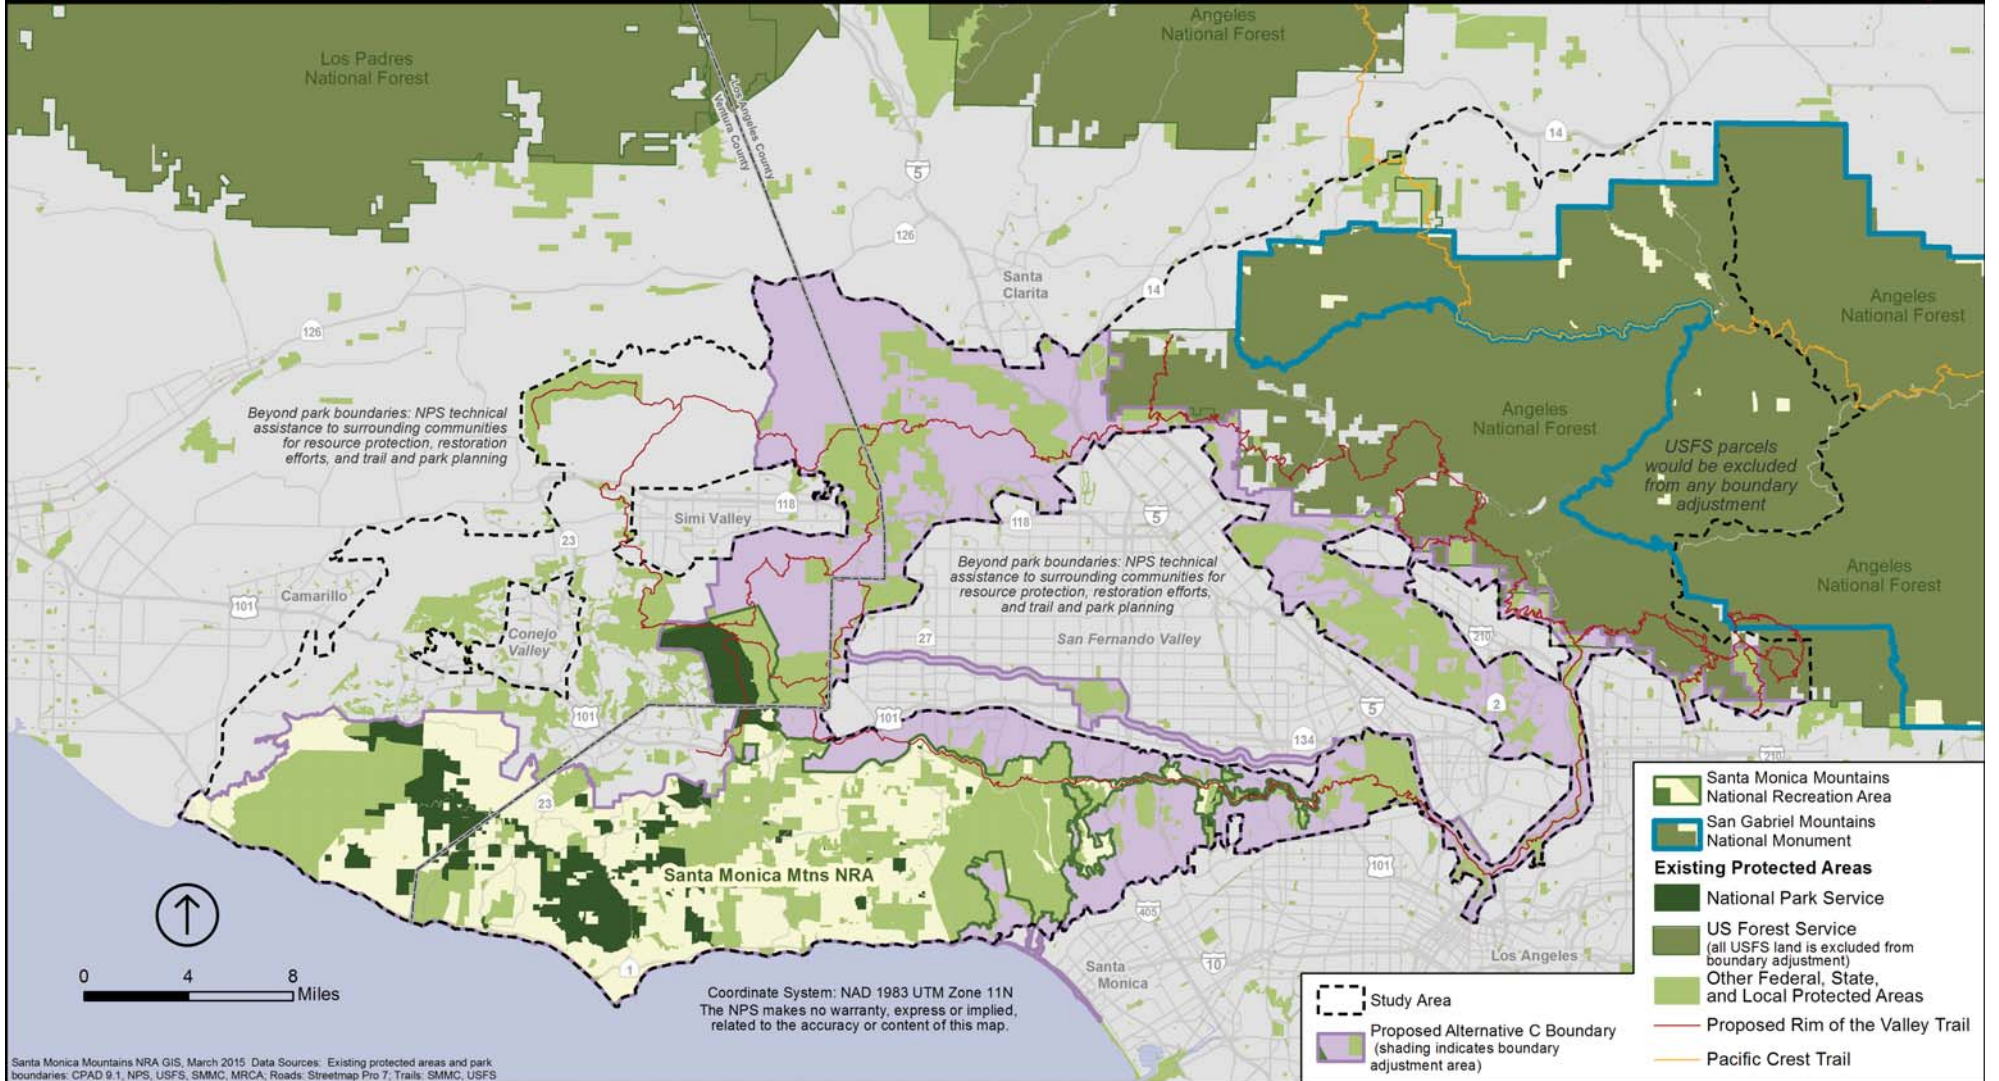 Los Padres
National Forest
Angeles
National Forest
Los Angeles County
Ventura County
14
5
126
Santa
Clarita
14
126
Angeles
National Forest
Beyond park boundaries: NPS technical
assistance to surrounding communities
for resource protection, restoration
efforts, and trail and park planning
Angeles
National Forest
USFS parcels
would be excluded
from any boundary
adjustment
118
Simi Valley
118
5
23
Beyond park boundaries: NPS technical
assistance to surrounding communities for
resource protection, restoration efforts,
and trail and park planning
Angeles
National Forest
101
Camarillo
Conejo
Valley
27
San Fernando Valley
210
101
101
5
2
134
210
23
Santa Monica Mtns NRA
101
405
1
10
Los Angeles
Santa
Monica
0 4 8
Miles
Coordinate System: NAD 1983 UTM Zone 11N
The NPS makes no warranty, express or implied,
related to the accuracy or content of this map.
Santa Monica Mountains NRA GIS, March 2015 Data Sources: Existing protected areas and park
boundaries: CPAD 9.1, NPS, USFS, SMMC, MRCA; Roads: Streetmap Pro 7; Trails: SMMC, USFS
Study Area
Proposed Alternative C Boundary
(shading indicates boundary
adjustment area)
Santa Monica Mountains
National Recreation Area
San Gabriel Mountains
National Monument
Existing Protected Areas
National Park Service
US Forest Service
(all USFS land is excluded from
boundary adjustment)
Other Federal, State,
and Local Protected Areas
Proposed Rim of the Valley Trail
Pacific Crest Trail